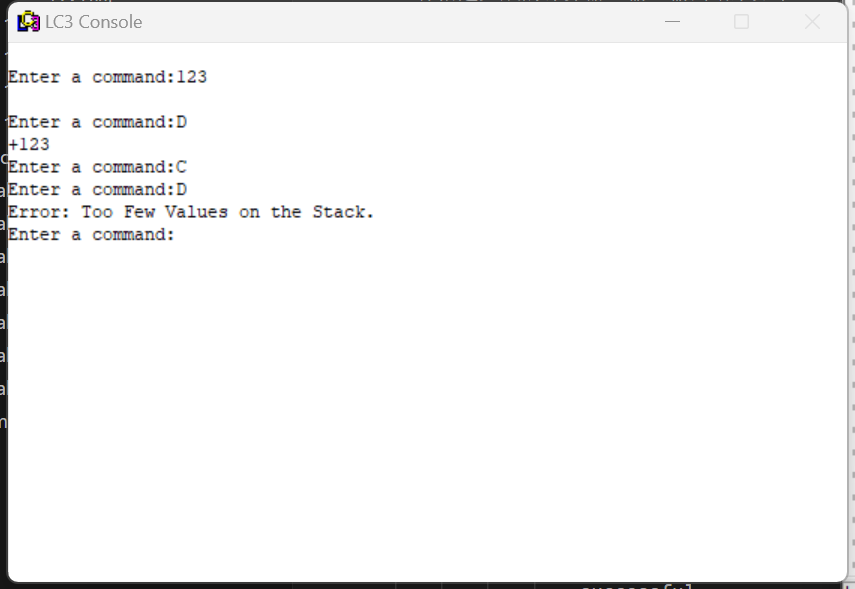 LC3 Console
Enter a command:123
Enter a command:D
+123
Enter a command:C
Enter a command:D
Error: Too Few Values on the Stack.
Enter a command: